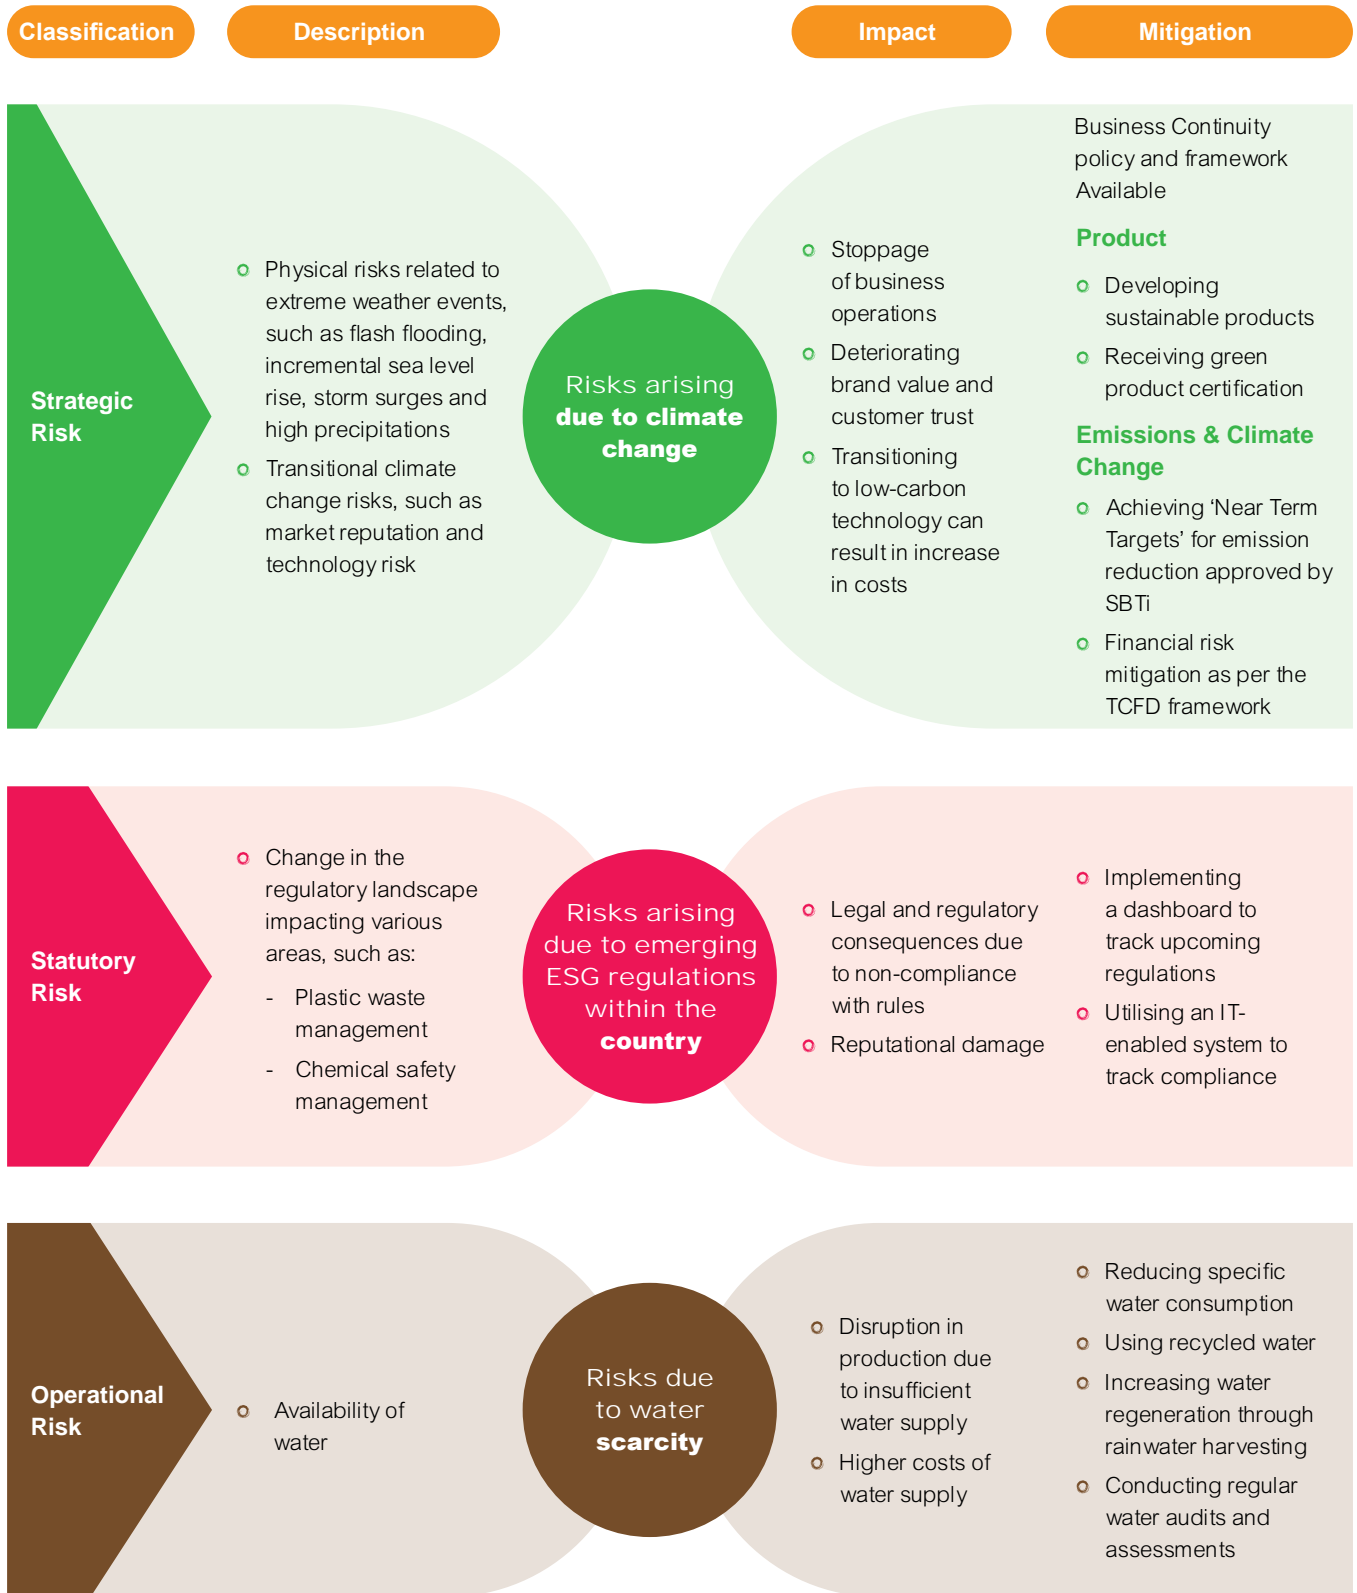 Classification
Description
Impact
Mitigation
Strategic
Risk
Physical risks related to
extreme weather events,
such as flash flooding,
incremental sea level
rise, storm surges and
high precipitations
Transitional climate
change risks, such as
market reputation and
technology risk
Risks arising
due to climate
change
Stoppage
of business
operations
Deteriorating
brand value and
customer trust
Transitioning
to low-carbon
technology can
result in increase
in costs
Business Continuity
policy and framework
Available
Product
Developing
sustainable products
Receiving green
product certification
Emissions & Climate
Change
Achieving ‘Near Term
Targets’ for emission
reduction approved by
SBTi
Financial risk
mitigation as per the
TCFD framework
Statutory
Risk
Change in the
regulatory landscape
impacting various
areas, such as:
- Plastic waste
management
- Chemical safety
management
Risks arising
due to emerging
ESG regulations
within the
country
Legal and regulatory
consequences due
to non-compliance
with rules
Reputational damage
Implementing
a dashboard to
track upcoming
regulations
Utilising an IT-
enabled system to
track compliance
Operational
Risk
Availability of
water
Risks due
to water
scarcity
Disruption in
production due
to insufficient
water supply
Higher costs of
water supply
Reducing specific
water consumption
Using recycled water
Increasing water
regeneration through
rainwater harvesting
Conducting regular
water audits and
assessments